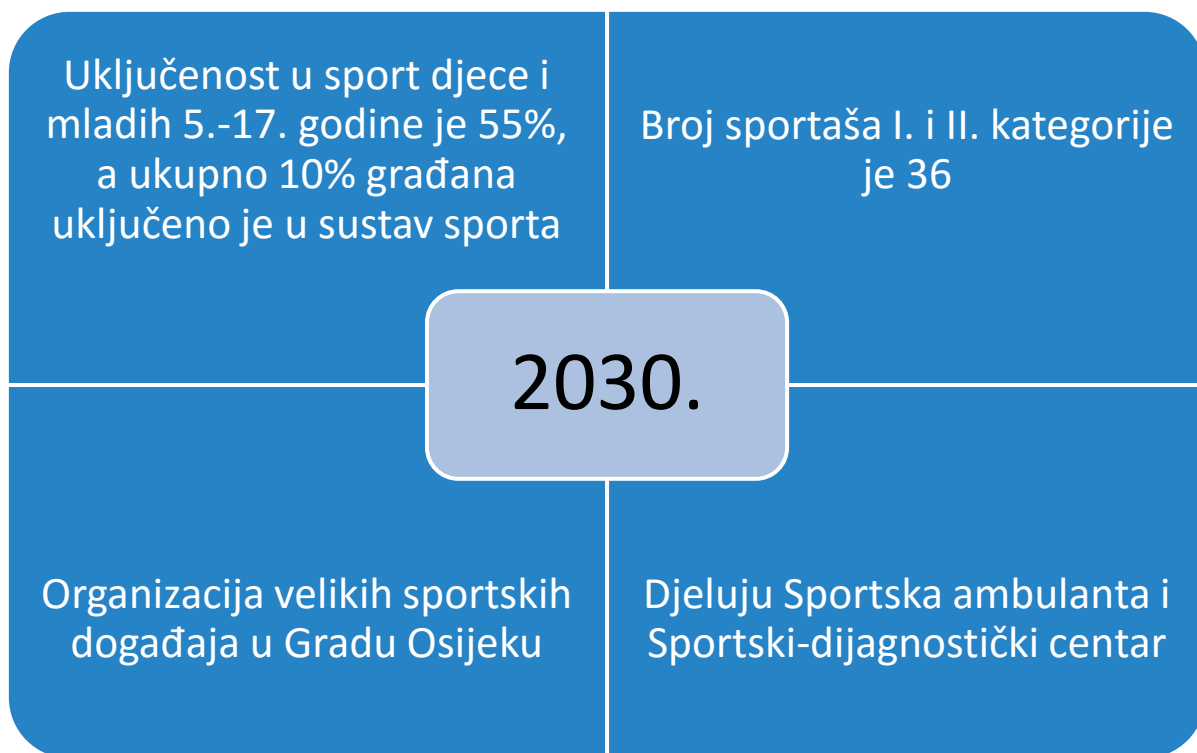 Uključenost u sport djece i
mladih 5.-17. godine je 55%,
a ukupno 10% građana
uključeno je u sustav sporta
Broj sportaša I. i II. kategorije
je 36
2030.
Organizacija velikih sportskih
događaja u Gradu Osijeku
Djeluju Sportska ambulanta i
Sportski-dijagnostički centar